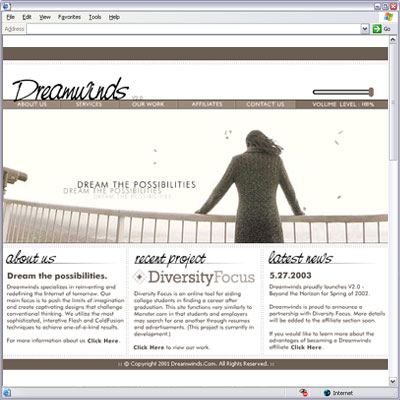 File Edit View Favorites Tools Help
Address Go
Dreamwinds V2.0
ABOUT US SERVICES OUR WORK AFFILIATES CONTACT US VOLUME LEVEL : 100%
DREAM THE POSSIBILITIES
DREAM THE POSSIBILITIES
DREAM THE POSSIBILITIES
about us
Dream the possibilities.
Dreamwinds specializes in reinventing and
redefining the Internet of tomorrow. Our
main focus is to push the limits of imagination
and create captivating designs that challenge
conventional thinking. We utilize the most
sophisticated, interative Flash and ColdFusion
techniques to achieve one-of-a-kind results.
For more information about us Click Here.
recent project
DiversityFocus
Diversity Focus is an online tool for aiding
college students in finding a career after
graduation. This site functions very similarly to
Monster.com in that students and employers
may search for one another through resumes
and advertisements. (This project is currently in
development.)
Click Here to view our work.
latest news
5.27.2003
Dreamwinds proudly launches V2.0 -
Beyond the Horizon for Spring of 2002.
Dreamwinds is proud to announce a
partnership with Diversity Focus. More details
will be added to the affiliate section soon.
If you would like to learn more about the
advantages of becoming a Dreamwinds
affiliate Click Here.
:: © Copyright 2001 Dreamwinds.Com. All Rights Reserved. ::
Internet